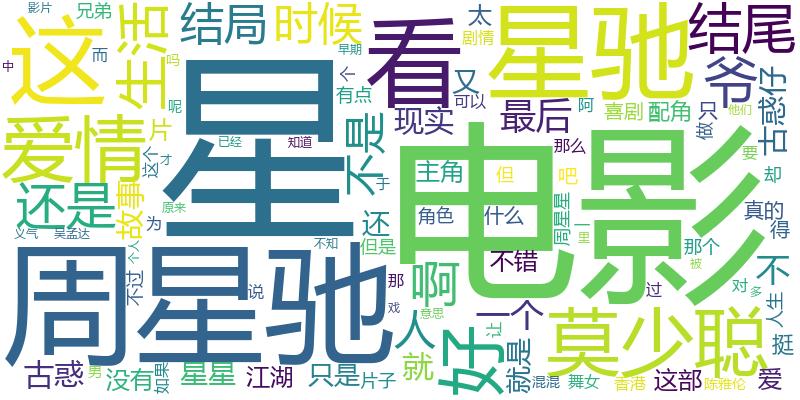 影片
兄弟
中
而
这
生活
结局
时候
早期
看
太
剧情
又
星驰
结尾
爷
吗
呢
爱情
片
这个
才
已经
星
知道
个
有点
不是
现实
可以
最后
阿
那么
喜剧
配角
做
只
他们
古惑仔
要
却
还是
故事
原来
为
义气
吴孟达
个人
不过
不知
于
还
主角
角色
但是
但
什么
吧
电影
周星星
一
里
那个
被
真的
得
不
周星驰
说
那
戏
啊
意思
不错
让
过
对
多
人生
挺
人
一个
好
就是
莫少聪
古惑
男
没有
如果
星星
江湖
只是
片子
就
混混
舞女
香港
这部
陈雅伦
爱